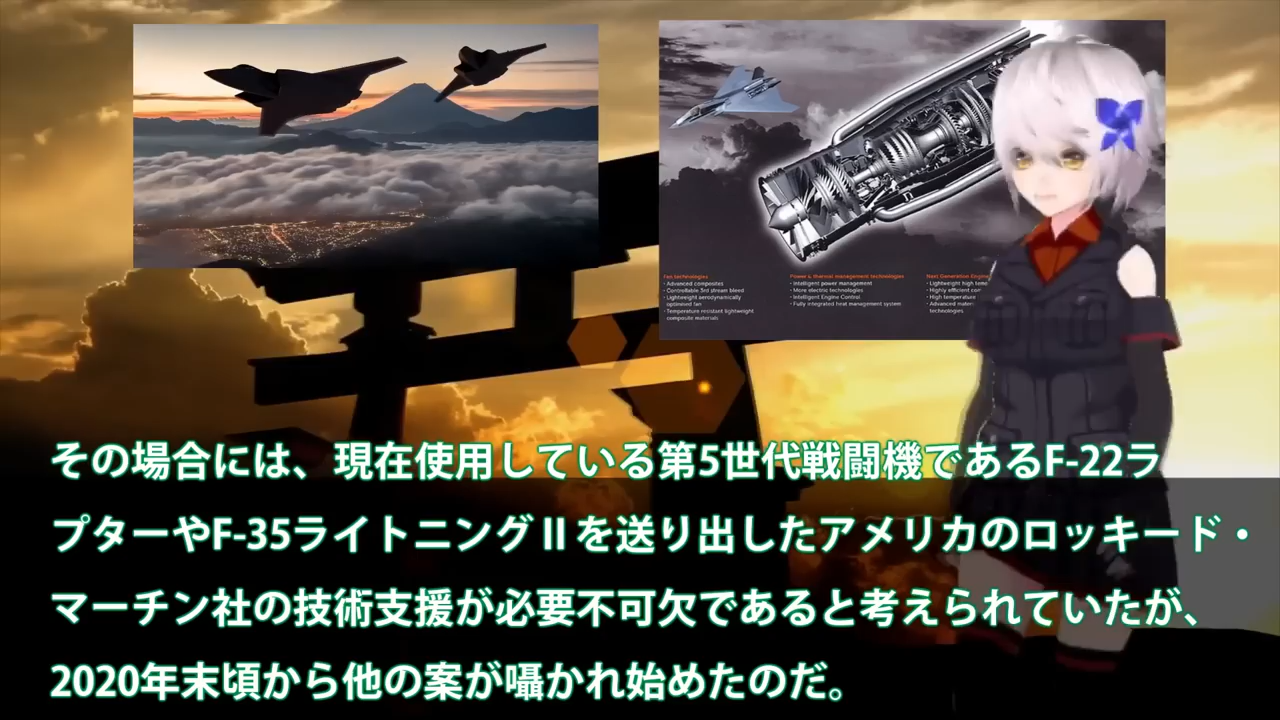 Fan technologies
- Advanced composites
- Controllable 3rd stream bleed
- Lightweight aerodynamically
optimised fan
- Temperature resistant lightweight
composite materials
Power & thermal management technologies
- Intelligent power management
- More electric technologies
- Intelligent Engine Control
- Fully integrated heat management system
Next Generation Engine
- Lightweight high
- Highly efficient
- High temperature
- Advanced
technologies
その場合には、現在使用している第5世代戦闘機であるF-22ラ
プターやF-35ライトニングⅡを送り出したアメリカのロッキード・
マーチン社の技術支援が必要不可欠であると考えられていたが、
2020年末頃から他の案が囁かれ始めたのだ。